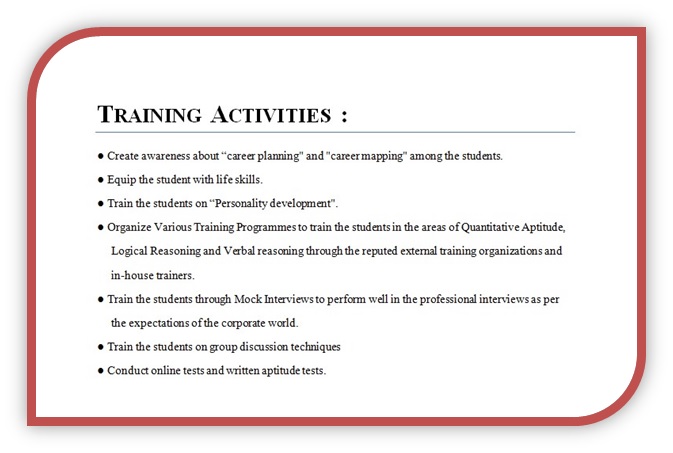 TRAINING ACTIVITIES :
● Create awareness about “career planning" and "career mapping" among the students.
● Equip the student with life skills.
● Train the students on “Personality development".
● Organize Various Training Programmes to train the students in the areas of Quantitative Aptitude,
Logical Reasoning and Verbal reasoning through the reputed external training organizations and
in-house trainers.
● Train the students through Mock Interviews to perform well in the professional interviews as per
the expectations of the corporate world.
● Train the students on group discussion techniques
● Conduct online tests and written aptitude tests.